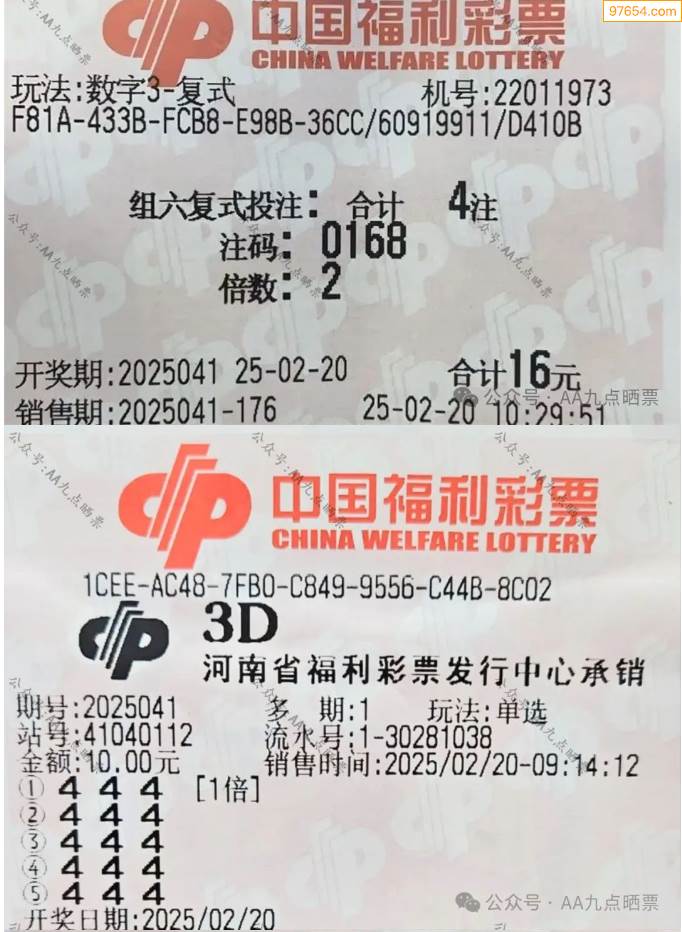 97654.com
中国福利彩票
CHINA WELFARE LOTTERY
玩法:数字3-复式 机号:22011973
F81A-433B-FCB8-E98B-36CC/60919911/D410B
组六复式投注: 合计 4注
注码: 0168
倍数: 2
开奖期:2025041 25-02-20 合计16元
销售期:2025041-176 25-02-20 10:29:51
公众号·AA九点晒票
中国福利彩票
CHINA WELFARE LOTTERY
1CEE-AC48-7FB0-C849-9556-C44B-8C02
3D
河南省福利彩票发行中心承销
期号:2025041 多 期:1 玩法:单选
站号:41040112 流水号:1-30281038
金额:10.00元 销售时间:2025/02/20-09:14:12
① 4 4 4 [1倍]
② 4 4 4
③ 4 4 4
④ 4 4 4
⑤ 4 4 4
公众号·AA九点晒票
开奖日期:2025/02/20
公众号:AA九点晒票